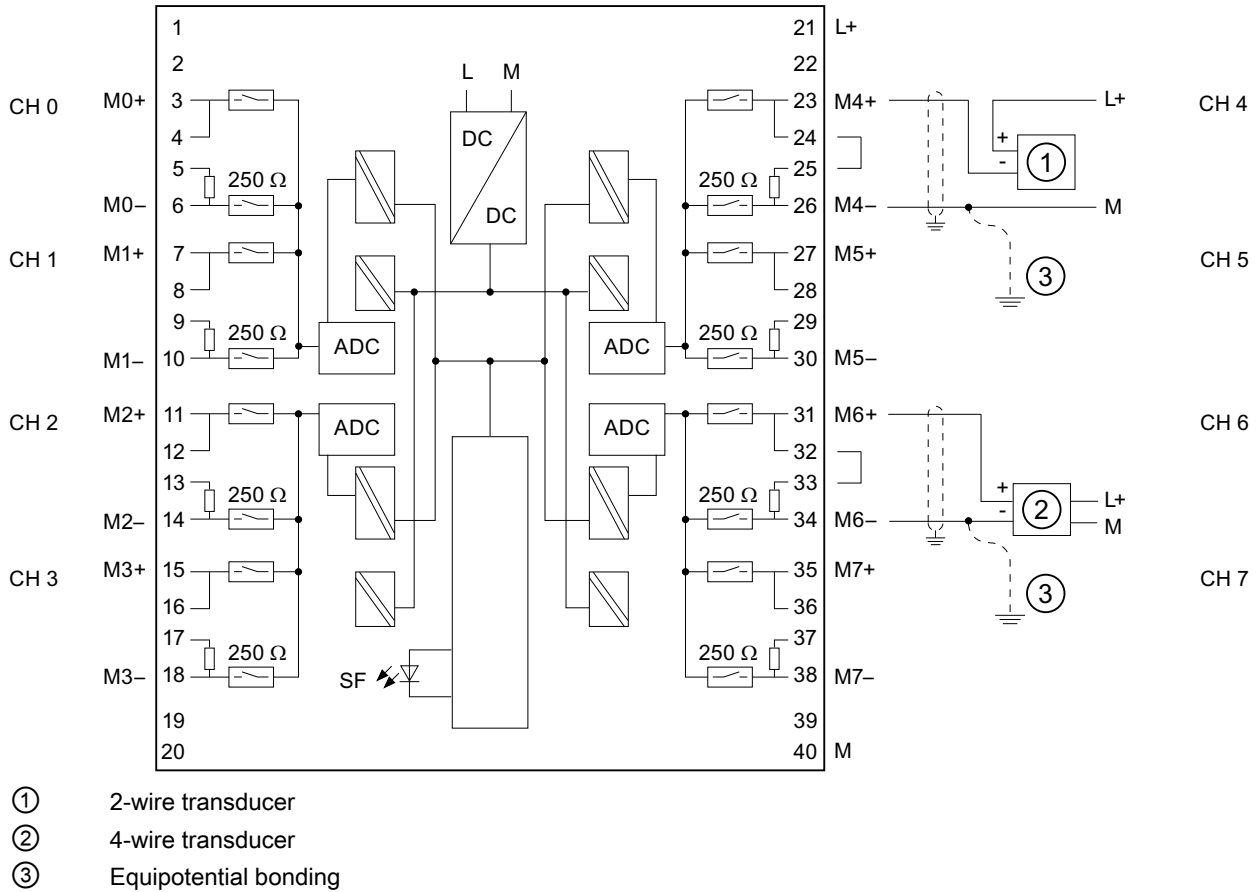 1 21 L+
2 22
L M
CH 0 M0+ 3 23 M4+ L+ CH 4
4 DC 24 +
5 250 Ω 250 Ω 25 - ①
M0– 6 DC 26 M4– M
CH 1 M1+ 7 27 M5+ CH 5
8 28 ③
9 250 Ω 250 Ω 29
M1– 10 ADC ADC 30 M5–
CH 2 M2+ 11 ADC ADC 31 M6+ CH 6
12 32
13 250 Ω 250 Ω 33 + L+
M2– 14 34 M6– - ② M
CH 3 M3+ 15 35 M7+ CH 7
16 36 ③
17 250 Ω 250 Ω 37
M3– 18 SF 38 M7–
19 39
20 40 M
① 2-wire transducer
② 4-wire transducer
③ Equipotential bonding